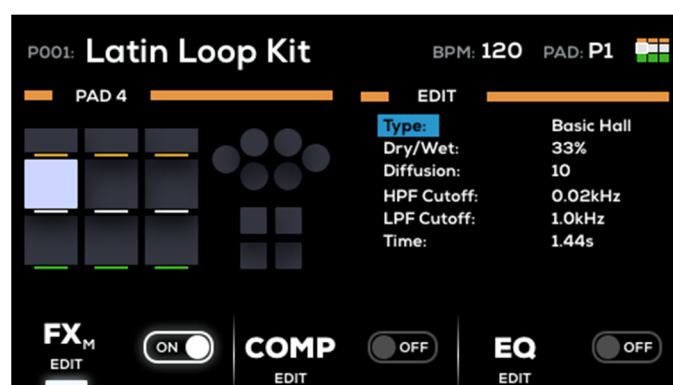 P001: Latin Loop Kit BPM: 120 PAD: P1
PAD 4 EDIT
Type: Basic Hall
Dry/Wet: 33%
Diffusion: 10
HPF Cutoff: 0.02kHz
LPF Cutoff: 1.0kHz
Time: 1.44s
FXM ON COMP OFF EQ OFF
EDIT EDIT EDIT